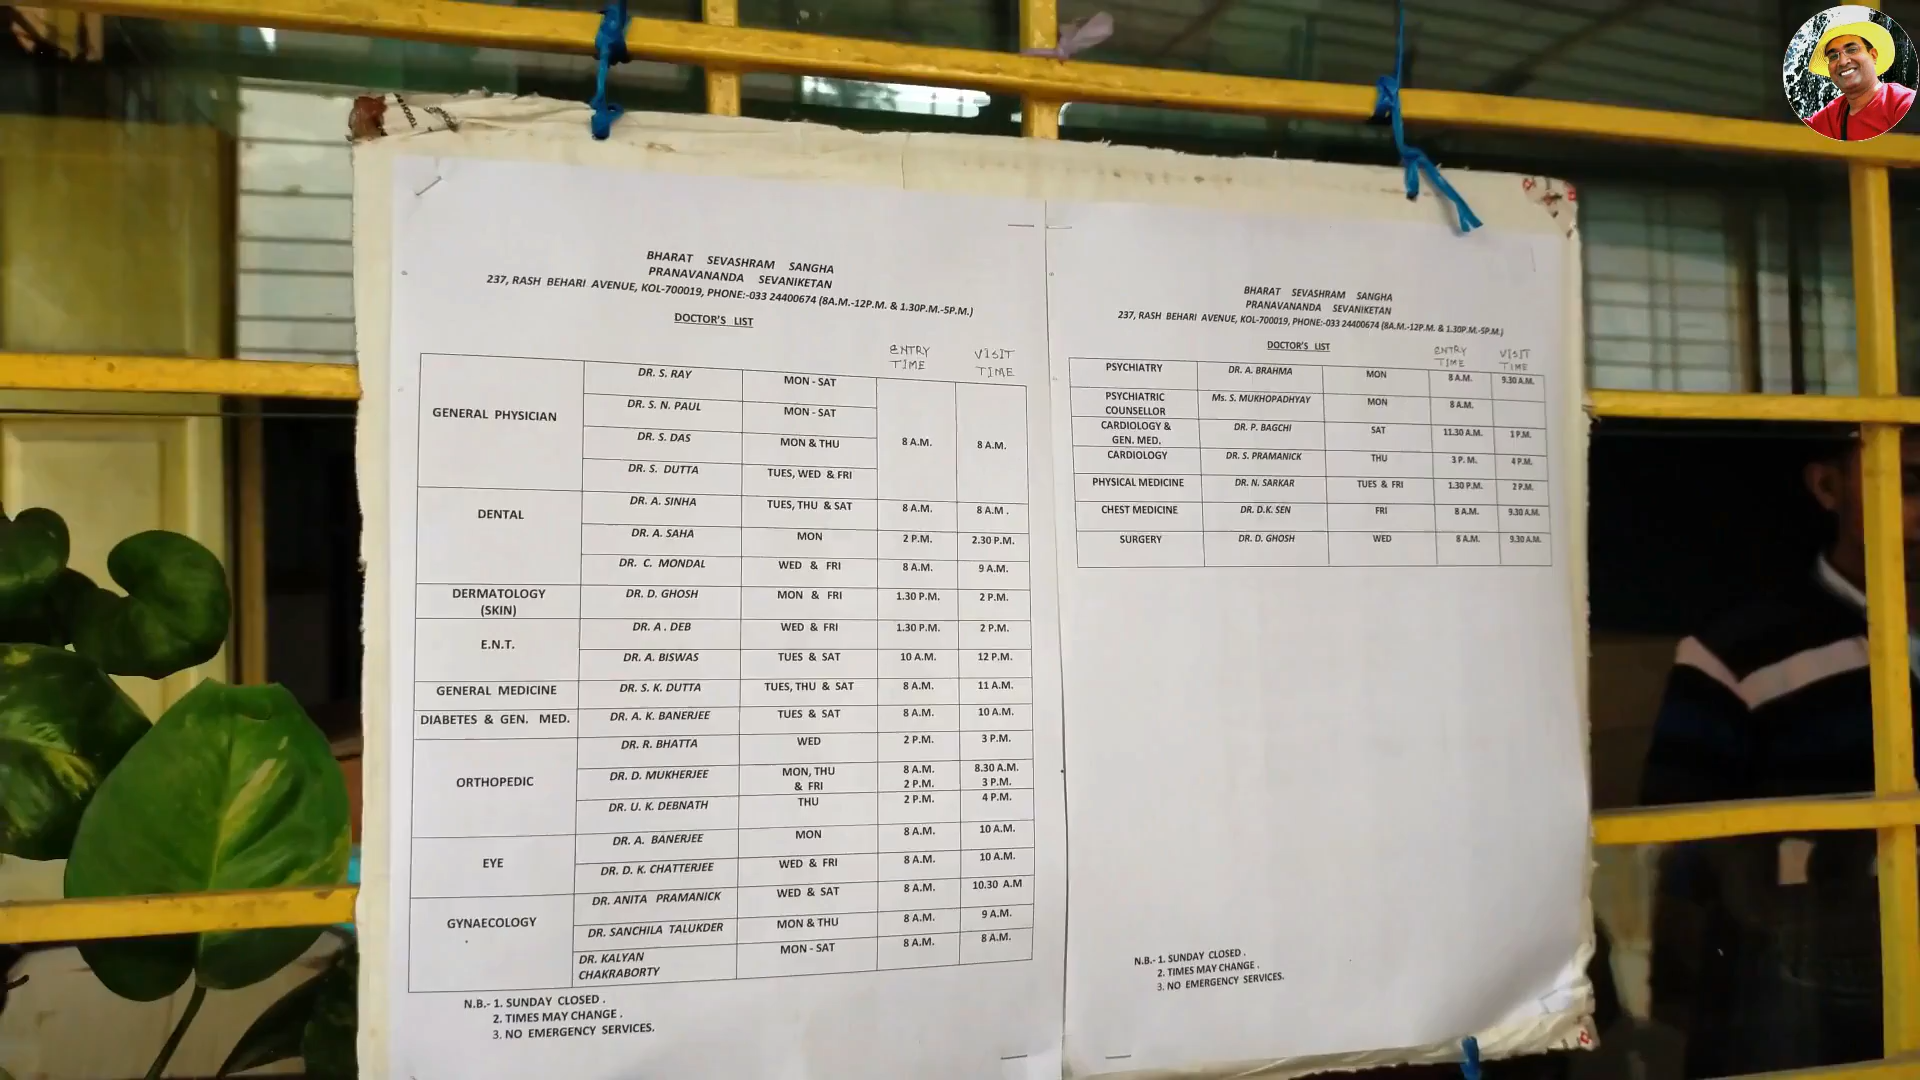 BHARAT SEVASHRAM SANGHA
PRANAVANANDA SEVANIKETAN
237, RASH BEHARI AVENUE, KOL-700019, PHONE:-033 24400674 (8A.M.-12P.M. & 1.30P.M.-5P.M.)
DOCTOR'S LIST
ENTRY TIME VISIT TIME
GENERAL PHYSICIAN DR. S. RAY MON - SAT 8 A.M. 8 A.M.
DR. S. N. PAUL MON - SAT
DR. S. DAS MON & THU
DR. S. DUTTA TUES, WED & FRI
DENTAL DR. A. SINHA TUES, THU & SAT 8 A.M. 8 A.M .
DR. A. SAHA MON 2 P.M. 2.30 P.M.
DR. C. MONDAL WED & FRI 8 A.M. 9 A.M.
DERMATOLOGY (SKIN) DR. D. GHOSH MON & FRI 1.30 P.M. 2 P.M.
E.N.T. DR. A . DEB WED & FRI 1.30 P.M. 2 P.M.
DR. A. BISWAS TUES & SAT 10 A.M. 12 P.M.
GENERAL MEDICINE DR. S. K. DUTTA TUES, THU & SAT 8 A.M. 11 A.M.
DIABETES & GEN. MED. DR. A. K. BANERJEE TUES & SAT 8 A.M. 10 A.M.
ORTHOPEDIC DR. R. BHATTA WED 2 P.M. 3 P.M.
DR. D. MUKHERJEE MON, THU 8 A.M. 8.30 A.M.
& FRI 2 P.M. 3 P.M.
DR. U. K. DEBNATH THU 2 P.M. 4 P.M.
EYE DR. A. BANERJEE MON 8 A.M. 10 A.M.
DR. D. K. CHATTERJEE WED & FRI 8 A.M. 10 A.M.
GYNAECOLOGY DR. ANITA PRAMANICK WED & SAT 8 A.M. 10.30 A.M
DR. SANCHILA TALUKDER MON & THU 8 A.M. 9 A.M.
DR. KALYAN CHAKRABORTY MON - SAT 8 A.M. 8 A.M.
N.B.- 1. SUNDAY CLOSED .
2. TIMES MAY CHANGE .
3. NO EMERGENCY SERVICES.
BHARAT SEVASHRAM SANGHA
PRANAVANANDA SEVANIKETAN
237, RASH BEHARI AVENUE, KOL-700019, PHONE:-033 24400674 (8A.M.-12P.M. & 1.30P.M.-5P.M.)
DOCTOR'S LIST
ENTRY TIME VISIT TIME
PSYCHIATRY DR. A. BRAHMA MON 8 A.M. 9.30 A.M.
PSYCHIATRIC COUNSELLOR Ms. S. MUKHOPADHYAY MON 8 A.M.
CARDIOLOGY & GEN. MED. DR. P. BAGCHI SAT 11.30 A.M. 1 P.M.
CARDIOLOGY DR. S. PRAMANICK THU 3 P. M. 4 P.M.
PHYSICAL MEDICINE DR. N. SARKAR TUES & FRI 1.30 P.M. 2 P.M.
CHEST MEDICINE DR. D.K. SEN FRI 8 A.M. 9.30 A.M.
SURGERY DR. D. GHOSH WED 8 A.M. 9.30 A.M.
N.B.- 1. SUNDAY CLOSED .
2. TIMES MAY CHANGE .
3. NO EMERGENCY SERVICES.